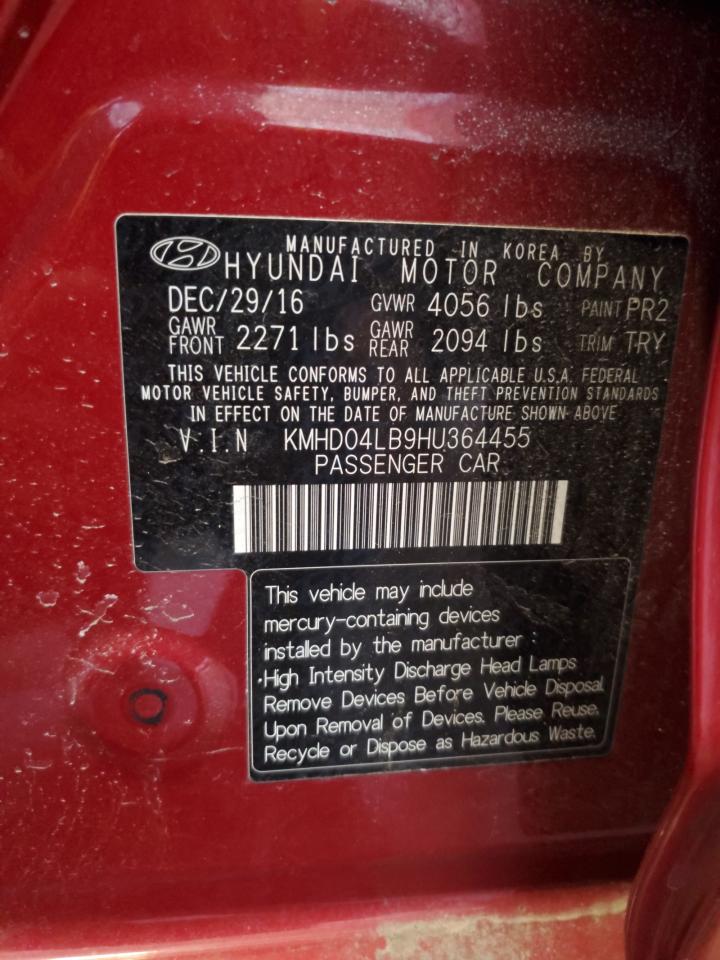 MANUFACTURED IN KOREA BY
HYUNDAI MOTOR COMPANY
DEC/29/16 GVWR 4056 lbs PAINT PR2
GAWR FRONT 2271 lbs GAWR REAR 2094 lbs TRIM TRY
THIS VEHICLE CONFORMS TO ALL APPLICABLE U.S.A. FEDERAL
MOTOR VEHICLE SAFETY, BUMPER, AND THEFT PREVENTION STANDARDS
IN EFFECT ON THE DATE OF MANUFACTURE SHOWN ABOVE
V.I.N KMHD04LB9HU364455
PASSENGER CAR
This vehicle may include
mercury-containing devices
installed by the manufacturer :
·High Intensity Discharge Head Lamps
Remove Devices Before Vehicle Disposal.
Upon Removal of Devices. Please Reuse.
Recycle or Dispose as Hazardous Waste.